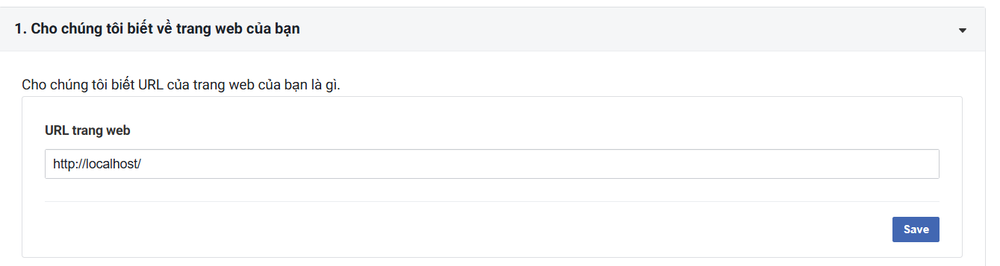 1. Cho chúng tôi biết về trang web của bạn
Cho chúng tôi biết URL của trang web của bạn là gì.
URL trang web
http://localhost/
Save